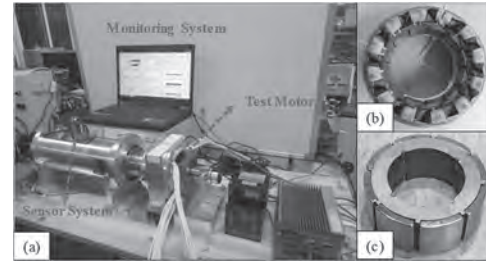 Monitoring System
Test Motor
Sensor System
(a)
(b)
(c)